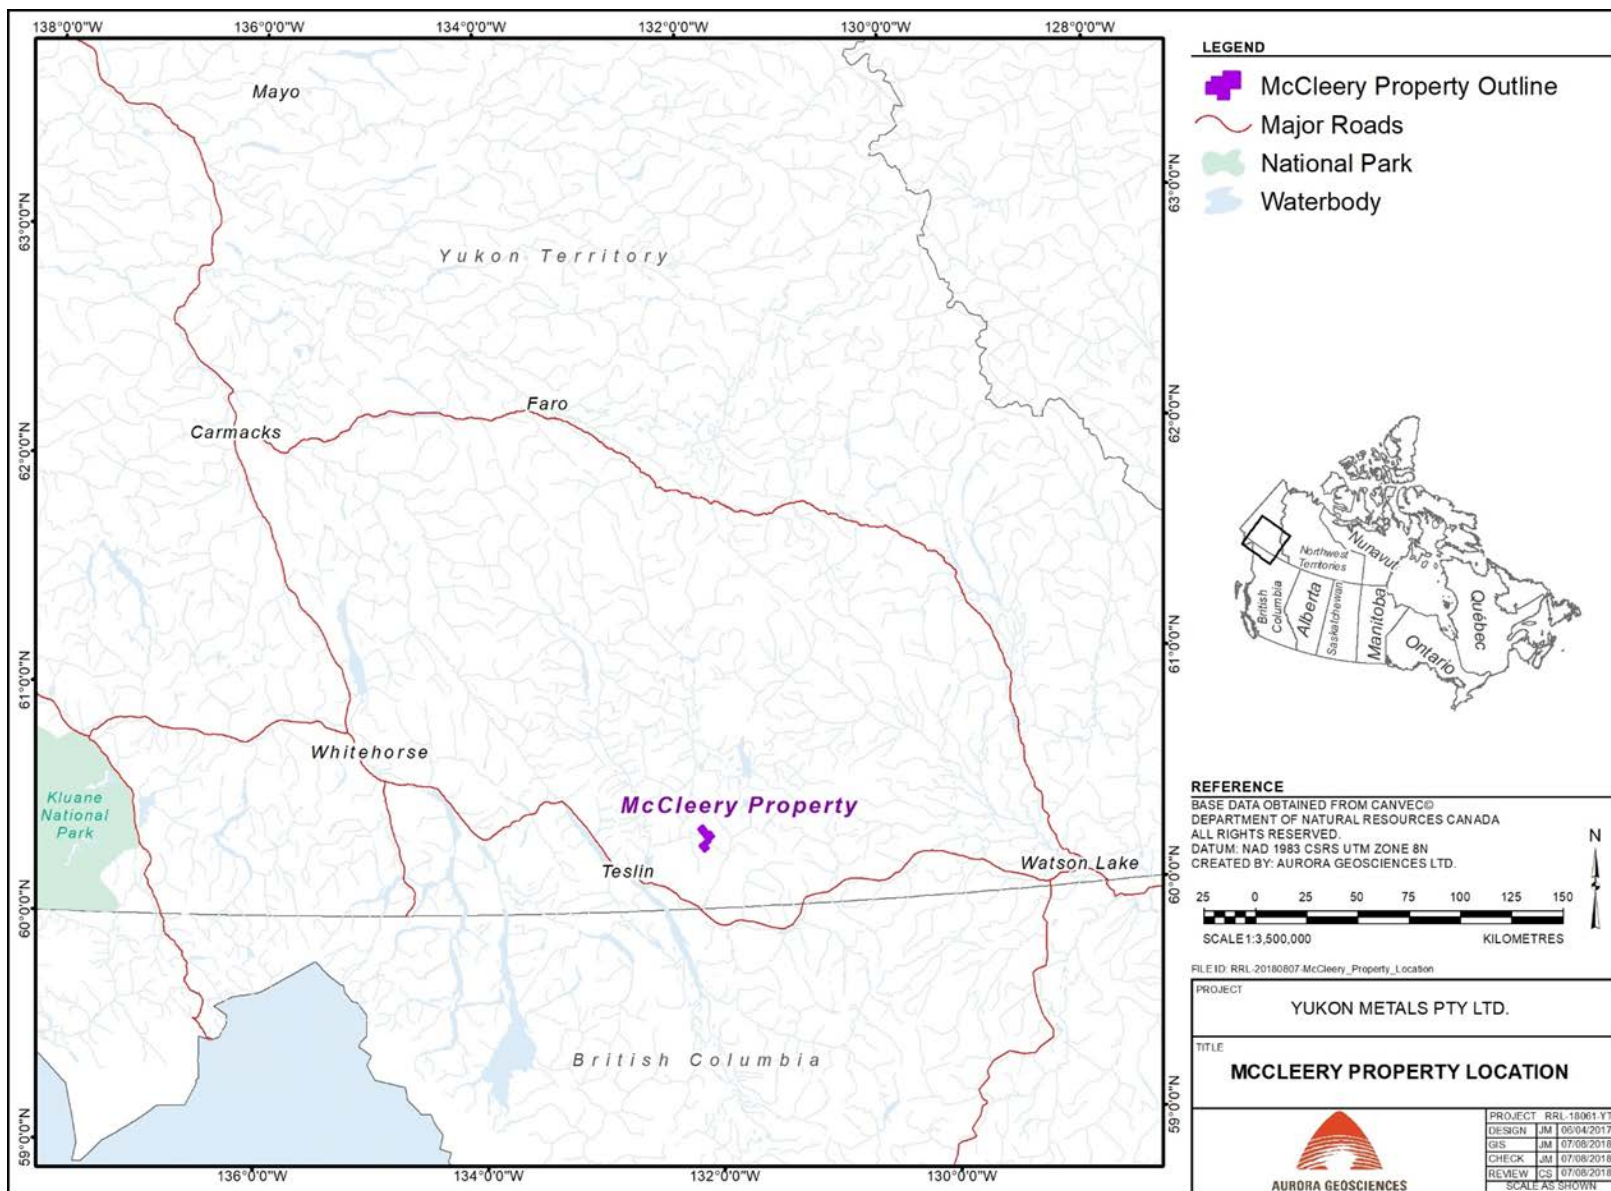 138°0'0"W 136°0'0"W 134°0'0"W 132°0'0"W 130°0'0"W 128°0'0"W
63°0'0"N
62°0'0"N
61°0'0"N
60°0'0"N
59°0'0"N
Mayo
Yukon Territory
Faro
Carmacks
Whitehorse
Kluane
National
Park
McCleery Property
Teslin
Watson Lake
British Columbia
63°0'0"N
62°0'0"N
61°0'0"N
60°0'0"N
59°0'0"N
136°0'0"W 134°0'0"W 132°0'0"W 130°0'0"W
LEGEND
McCleery Property Outline
Major Roads
National Park
Waterbody
Nunavut
Northwest
Territories
British
Columbia
Alberta
Saskatchewan
Manitoba
Ontario
Québec
REFERENCE
BASE DATA OBTAINED FROM CANVEC©
DEPARTMENT OF NATURAL RESOURCES CANADA
ALL RIGHTS RESERVED.
DATUM: NAD 1983 CSRS UTM ZONE 8N
CREATED BY: AURORA GEOSCIENCES LTD.
N
25 0 25 50 75 100 125 150
SCALE 1:3,500,000 KILOMETRES
FILE ID: RRL-20180807-McCleery_Property_Location
PROJECT
YUKON METALS PTY LTD.
TITLE
MCCLEERY PROPERTY LOCATION
AURORA GEOSCIENCES
PROJECT RRL-18061-YT
DESIGN JM 06/04/2017
GIS JM 07/08/2018
CHECK JM 07/08/2018
REVIEW CS 07/08/2018
SCALE AS SHOWN